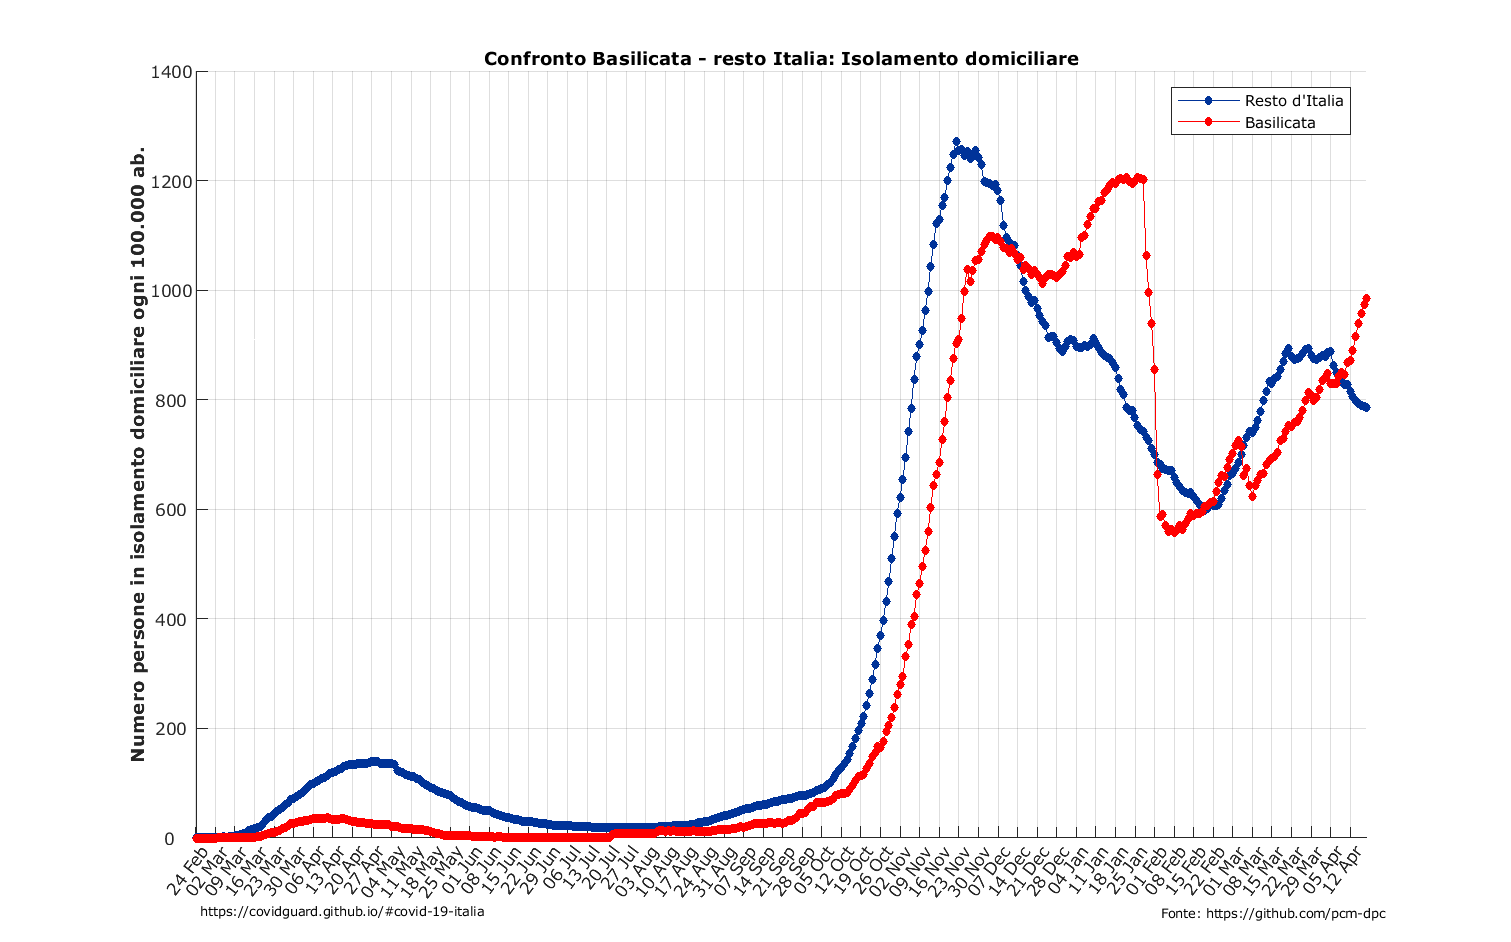 Confronto Basilicata - resto Italia: Isolamento domiciliare
Numero persone in isolamento domiciliare ogni 100.000 ab.
1400
1200
1000
800
600
400
200
0
Resto d'Italia
Basilicata
24 Feb
02 Mar
09 Mar
16 Mar
23 Mar
30 Mar
06 Apr
13 Apr
20 Apr
27 Apr
04 May
11 May
18 May
25 May
01 Jun
08 Jun
15 Jun
22 Jun
29 Jun
06 Jul
13 Jul
20 Jul
27 Jul
03 Aug
10 Aug
17 Aug
24 Aug
31 Aug
07 Sep
14 Sep
21 Sep
28 Sep
05 Oct
12 Oct
19 Oct
26 Oct
02 Nov
09 Nov
16 Nov
23 Nov
30 Nov
07 Dec
14 Dec
21 Dec
28 Dec
04 Jan
11 Jan
18 Jan
25 Jan
01 Feb
08 Feb
15 Feb
22 Feb
01 Mar
08 Mar
15 Mar
22 Mar
29 Mar
05 Apr
12 Apr
https://covidguard.github.io/#covid-19-italia
Fonte: https://github.com/pcm-dpc